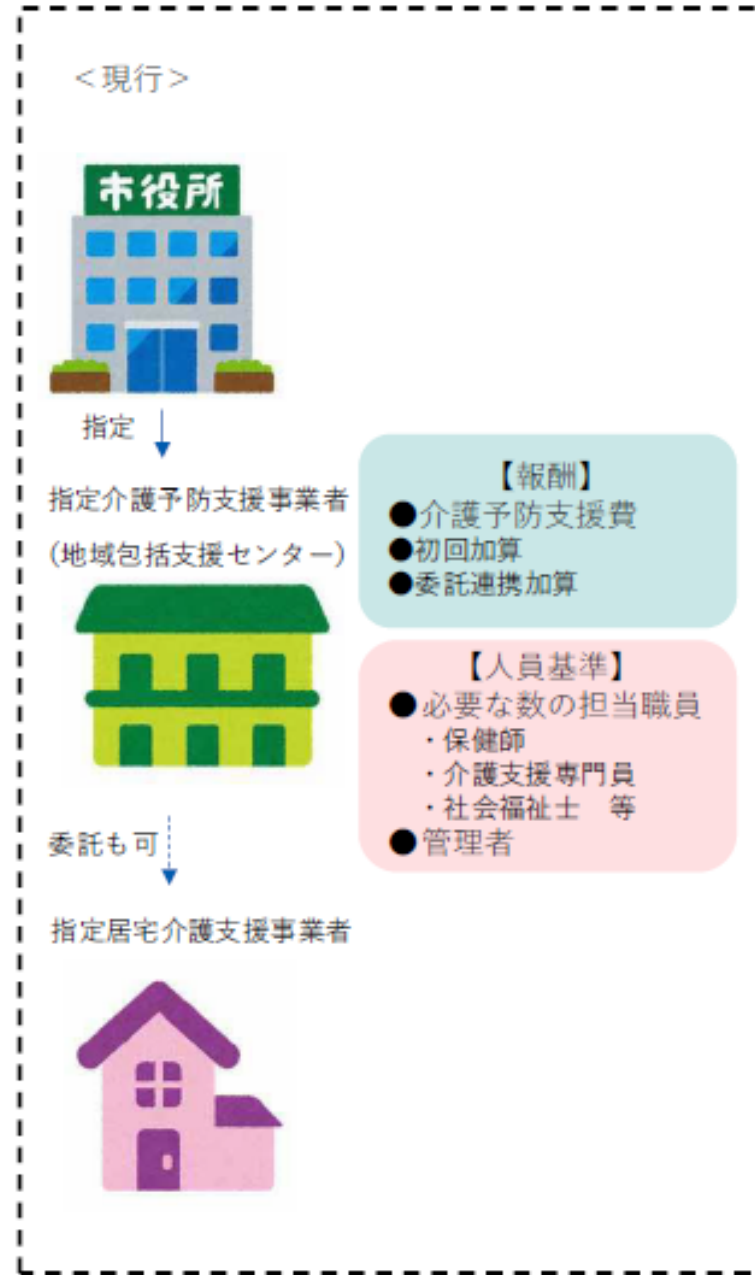 ＜現行＞
市役所
指定
指定介護予防支援事業者
(地域包括支援センター)
【報酬】
●介護予防支援費
●初回加算
●委託連携加算
【人員基準】
●必要な数の担当職員
・保健師
・介護支援専門員
・社会福祉士　等
●管理者
委託も可
指定居宅介護支援事業者